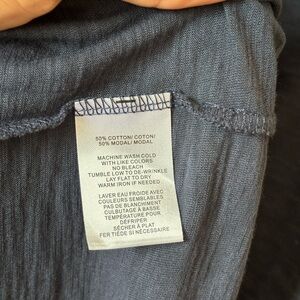 50% COTTON/ COTON/
50% MODAL/ MODAL
MACHINE WASH COLD
WITH LIKE COLORS
NO BLEACH
TUMBLE LOW TO DE-WRINKLE
LAY FLAT TO DRY
WARM IRON IF NEEDED
LAVER EAU FROIDE AVEC
COULEURS SEMBLABLES
PAS DE BLANCHIMENT
CULBUTAGE À BASSE
TEMPÉRATURE POUR
DÉFRIPER
SÉCHER À PLAT
FER TIÈDE SI NÉCESSAIRE